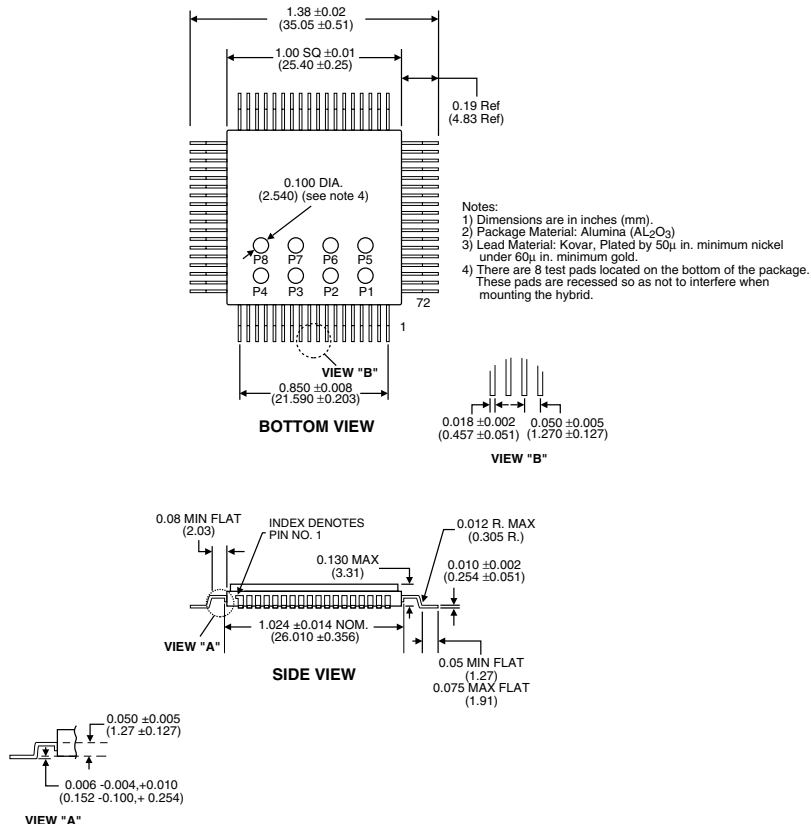 1.38 ±0.02
(35.05 ±0.51)
1.00 SQ ±0.01
(25.40 ±0.25)
0.19 Ref
(4.83 Ref)
0.100 DIA.
(2.540) (see note 4)
P8 P7 P6 P5
P4 P3 P2 P1
72
1
VIEW "B"
0.850 ±0.008
(21.590 ±0.203)
BOTTOM VIEW
Notes:
1) Dimensions are in inches (mm).
2) Package Material: Alumina (AL2O3)
3) Lead Material: Kovar, Plated by 50µ in. minimum nickel
under 60µ in. minimum gold.
4) There are 8 test pads located on the bottom of the package.
These pads are recessed so as not to interfere when
mounting the hybrid.
0.018 ±0.002
(0.457 ±0.051)
0.050 ±0.005
(1.270 ±0.127)
VIEW "B"
0.08 MIN FLAT
(2.03)
INDEX DENOTES
PIN NO. 1
0.130 MAX
(3.31)
0.012 R. MAX
(0.305 R.)
0.010 ±0.002
(0.254 ±0.051)
VIEW "A"
1.024 ±0.014 NOM.
(26.010 ±0.356)
SIDE VIEW
0.05 MIN FLAT
(1.27)
0.075 MAX FLAT
(1.91)
0.050 ±0.005
(1.27 ±0.127)
0.006 -0.004,+0.010
(0.152 -0.100,+ 0.254)
VIEW "A"